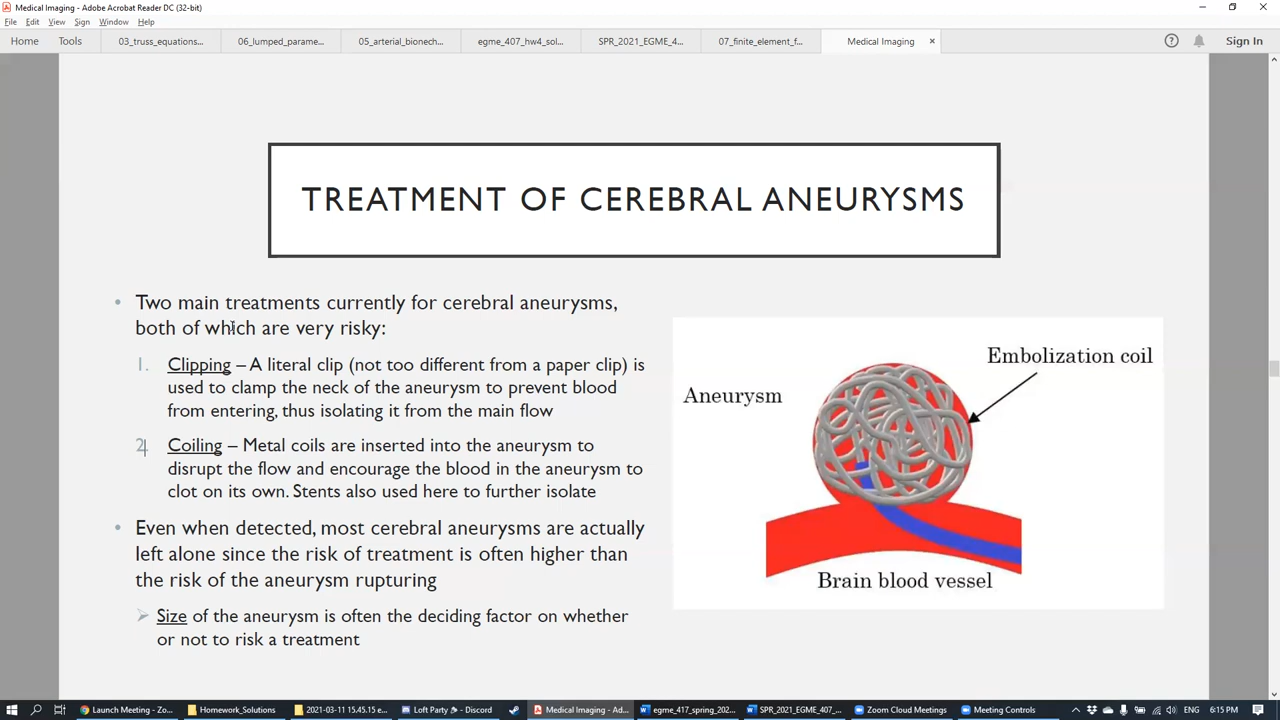 Medical Imaging - Adobe Acrobat Reader DC (32-bit)
File Edit View Sign Window Help
Home Tools 03_truss_equations... 06_lumped_parame... 05_arterial_bionech... egme_407_hw4_sol... SPR_2021_EGME_4... 07_finite_element_f... Medical Imaging × ? Sign In
TREATMENT OF CEREBRAL ANEURYSMS
• Two main treatments currently for cerebral aneurysms,
both of which are very risky:
1. Clipping – A literal clip (not too different from a paper clip) is
used to clamp the neck of the aneurysm to prevent blood
from entering, thus isolating it from the main flow
2. Coiling – Metal coils are inserted into the aneurysm to
disrupt the flow and encourage the blood in the aneurysm to
clot on its own. Stents also used here to further isolate
• Even when detected, most cerebral aneurysms are actually
left alone since the risk of treatment is often higher than
the risk of the aneurysm rupturing
➢ Size of the aneurysm is often the deciding factor on whether
or not to risk a treatment
Embolization coil
Aneurysm
Brain blood vessel
Launch Meeting - Zo... Homework_Solutions 2021-03-11 15.45.15 e... Loft Party - Discord Medical Imaging - Ad... egme_417_spring_202... SPR_2021_EGME_407_... Zoom Cloud Meetings Meeting Controls ENG 6:15 PM